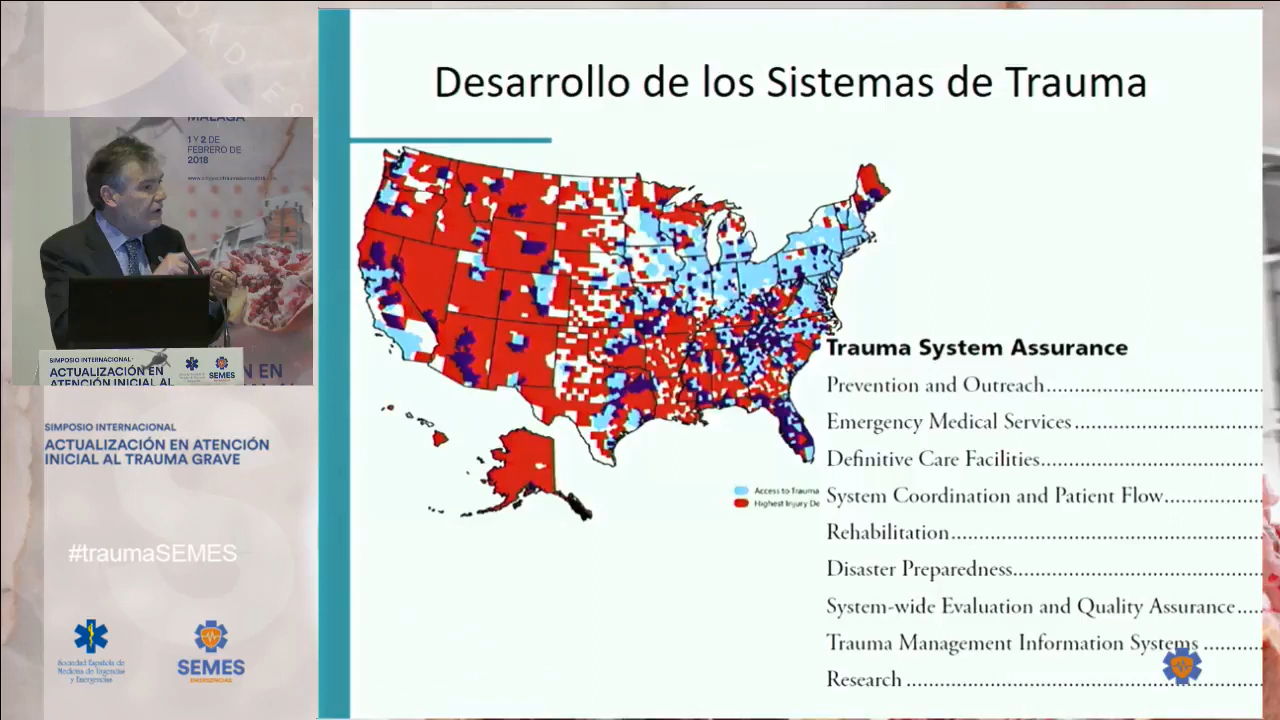 Desarrollo de los Sistemas de Trauma
MÁLAGA
1 Y 2 DE
FEBRERO DE
2018
SIMPOSIO INTERNACIONAL
ACTUALIZACIÓN EN
ATENCIÓN INICIAL AL
SEMES
EN
SIMPOSIO INTERNACIONAL
ACTUALIZACIÓN EN ATENCIÓN
INICIAL AL TRAUMA GRAVE
#traumaSEMES
Sociedad Española de
Medicina de Urgencias
y Emergencias
SEMES
EMERGENCIAS
Access to Trauma
Highest Injury De
Trauma System Assurance
Prevention and Outreach
Emergency Medical Services
Definitive Care Facilities
System Coordination and Patient Flow
Rehabilitation
Disaster Preparedness
System-wide Evaluation and Quality Assurance
Trauma Management Information Systems
Research